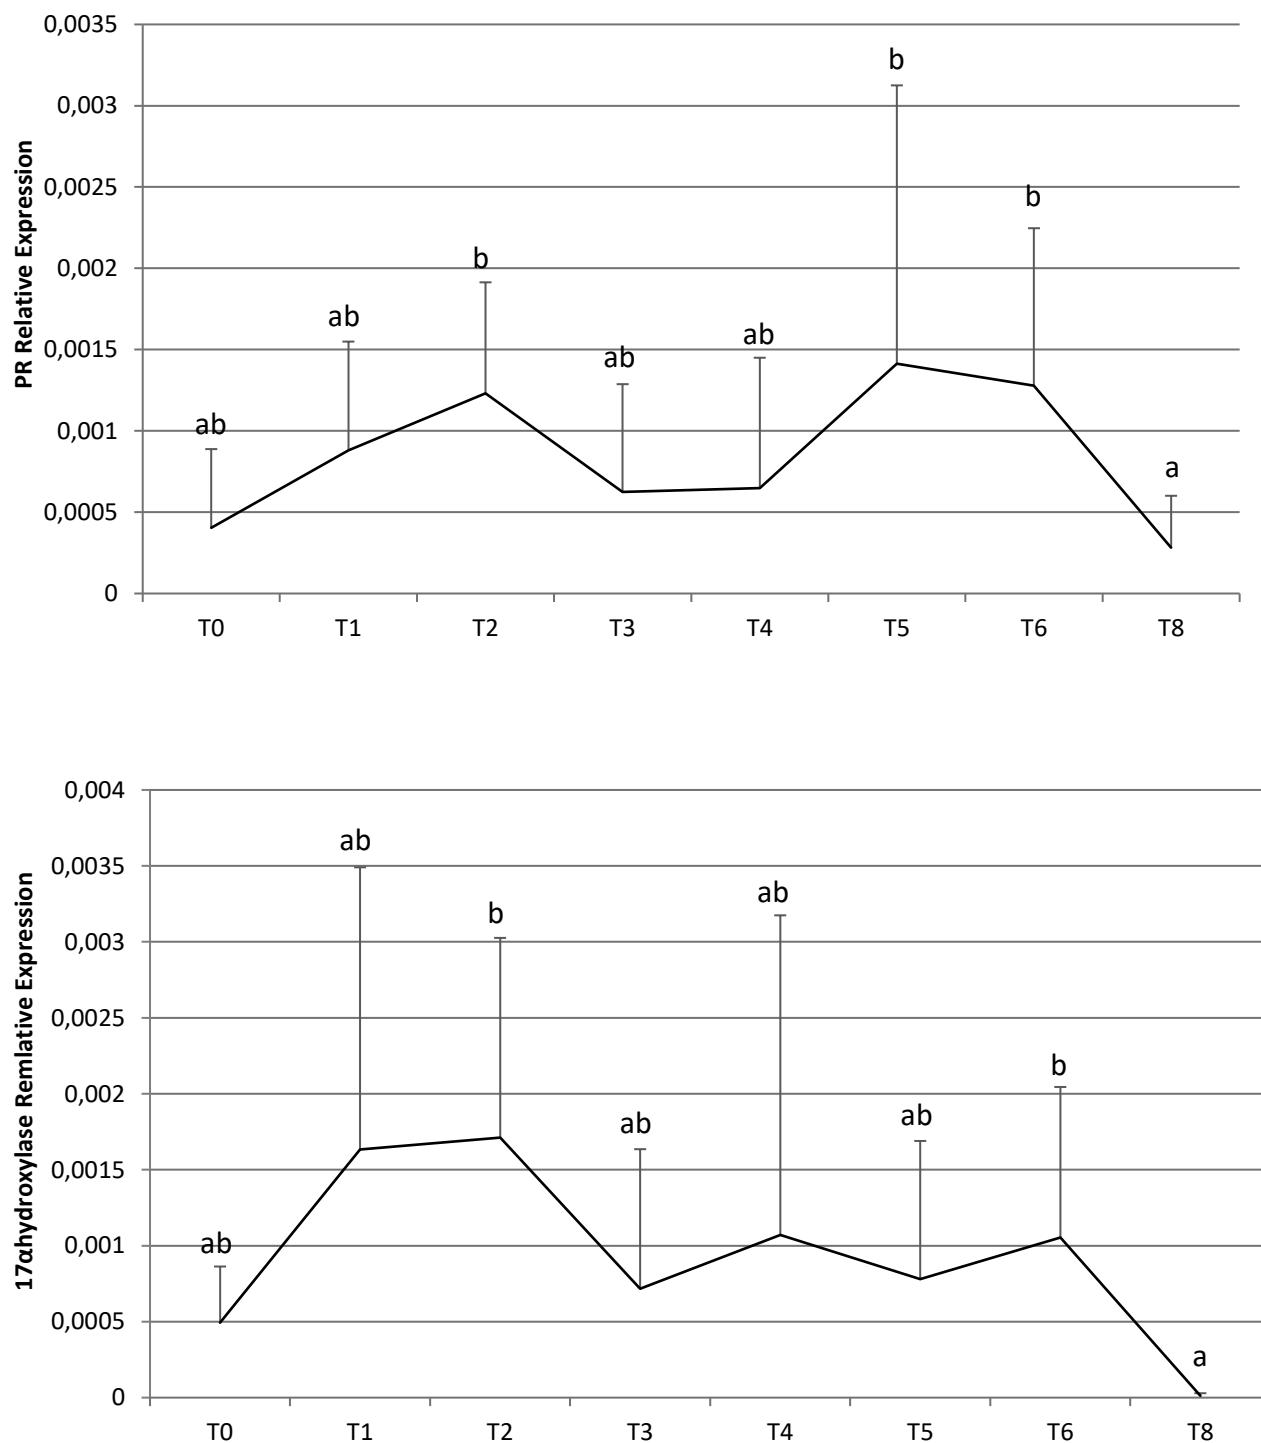 PR Relative Expression
0,0035
0,003
0,0025
0,002
0,0015
0,001
0,0005
0
ab
ab
b
ab
ab
b
b
a
T0 T1 T2 T3 T4 T5 T6 T8
17αhydroxylase Remlative Expression
0,004
0,0035
0,003
0,0025
0,002
0,0015
0,001
0,0005
0
ab
ab
b
ab
ab
ab
b
a
T0 T1 T2 T3 T4 T5 T6 T8